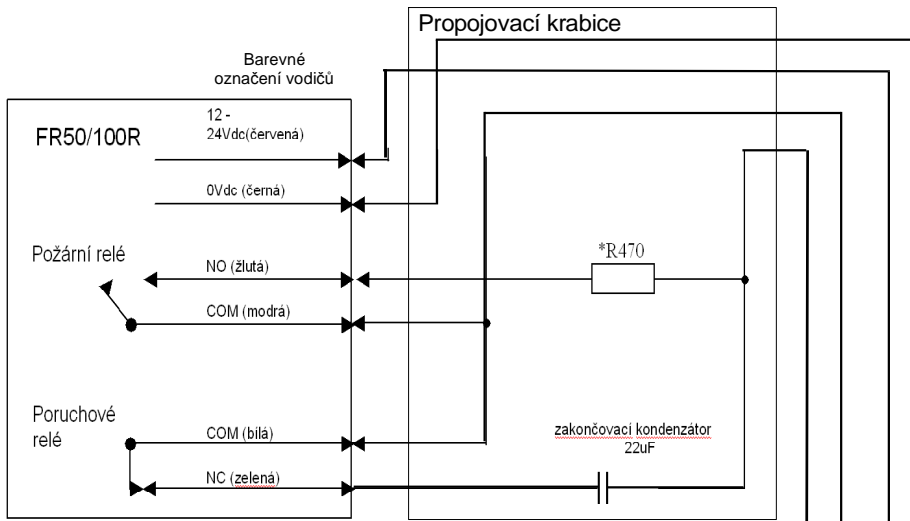 Propojovací krabice
Barevné
označení vodičů
FR50/100R
12 -
24Vdc(červená)
0Vdc (černá)
Požární relé
NO (žlutá)
*R470
COM (modrá)
Poruchové
relé
COM (bílá)
zakončovací kondenzátor
22uF
NC (zelená)